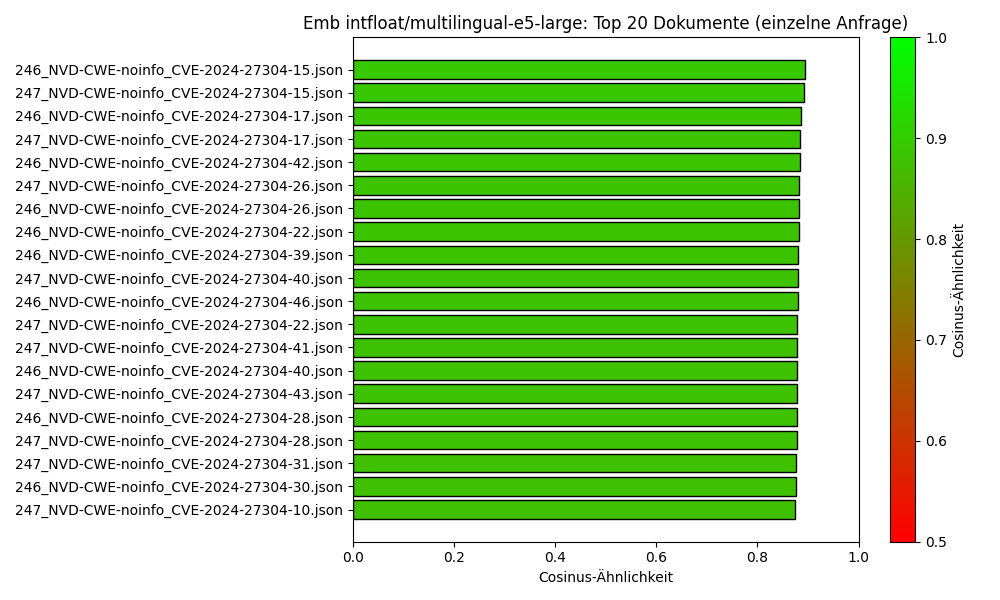 Emb intfloat/multilingual-e5-large: Top 20 Dokumente (einzelne Anfrage)
246_NVD-CWE-noinfo_CVE-2024-27304-15.json
247_NVD-CWE-noinfo_CVE-2024-27304-15.json
246_NVD-CWE-noinfo_CVE-2024-27304-17.json
247_NVD-CWE-noinfo_CVE-2024-27304-17.json
246_NVD-CWE-noinfo_CVE-2024-27304-42.json
247_NVD-CWE-noinfo_CVE-2024-27304-26.json
246_NVD-CWE-noinfo_CVE-2024-27304-26.json
246_NVD-CWE-noinfo_CVE-2024-27304-22.json
246_NVD-CWE-noinfo_CVE-2024-27304-39.json
247_NVD-CWE-noinfo_CVE-2024-27304-40.json
246_NVD-CWE-noinfo_CVE-2024-27304-46.json
247_NVD-CWE-noinfo_CVE-2024-27304-22.json
247_NVD-CWE-noinfo_CVE-2024-27304-41.json
246_NVD-CWE-noinfo_CVE-2024-27304-40.json
247_NVD-CWE-noinfo_CVE-2024-27304-43.json
246_NVD-CWE-noinfo_CVE-2024-27304-28.json
247_NVD-CWE-noinfo_CVE-2024-27304-28.json
247_NVD-CWE-noinfo_CVE-2024-27304-31.json
246_NVD-CWE-noinfo_CVE-2024-27304-30.json
247_NVD-CWE-noinfo_CVE-2024-27304-10.json
0.0 0.2 0.4 0.6 0.8 1.0
Cosinus-Ähnlichkeit
1.0
0.9
0.8
0.7
0.6
0.5
Cosinus-Ähnlichkeit